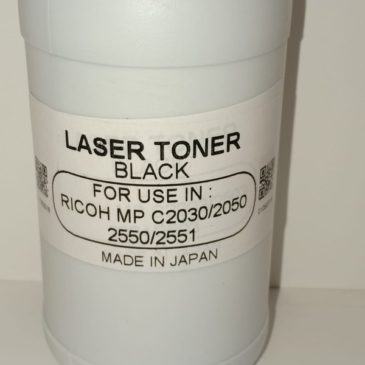 LASER TONER
BLACK
FOR USE IN :
RICOH MP C2030/2050
2550/2551
MADE IN JAPAN